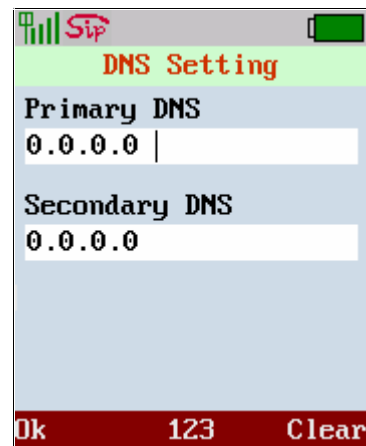 Sip
DNS Setting
Primary DNS
0.0.0.0
Secondary DNS
0.0.0.0
Ok 123 Clear